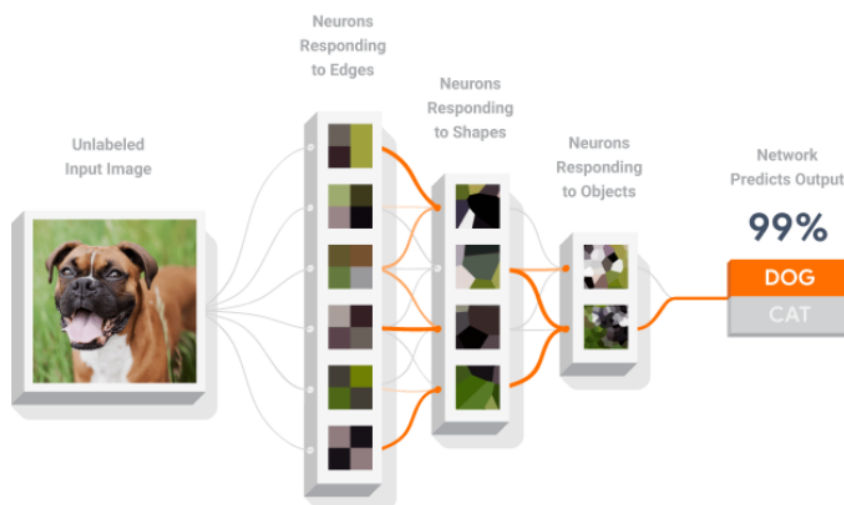 Unlabeled
Input Image
Neurons
Responding
to Edges
Neurons
Responding
to Shapes
Neurons
Responding
to Objects
Network
Predicts Output
99%
DOG
CAT